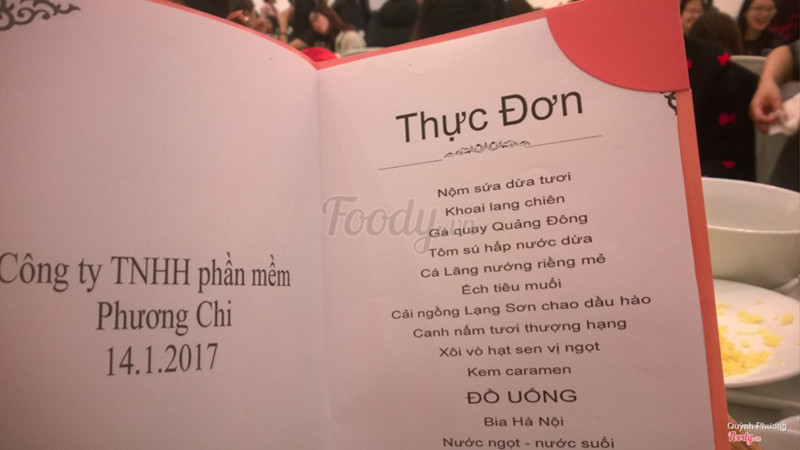 Công ty TNHH phần mềm
Phương Chi
14.1.2017
Thực Đơn
Nộm sứa dừa tươi
Khoai lang chiên
Gà quay Quảng Đông
Tôm sú hấp nước dừa
Cá Lăng nướng riềng mẻ
Ếch tiêu muối
Cải ngồng Lạng Sơn chao dầu hào
Canh nấm tươi thượng hạng
Xôi vò hạt sen vị ngọt
Kem caramen
ĐỒ UỐNG
Bia Hà Nội
Nước ngọt - nước suối
Foody.vn
Quỳnh Phương
Foody.vn